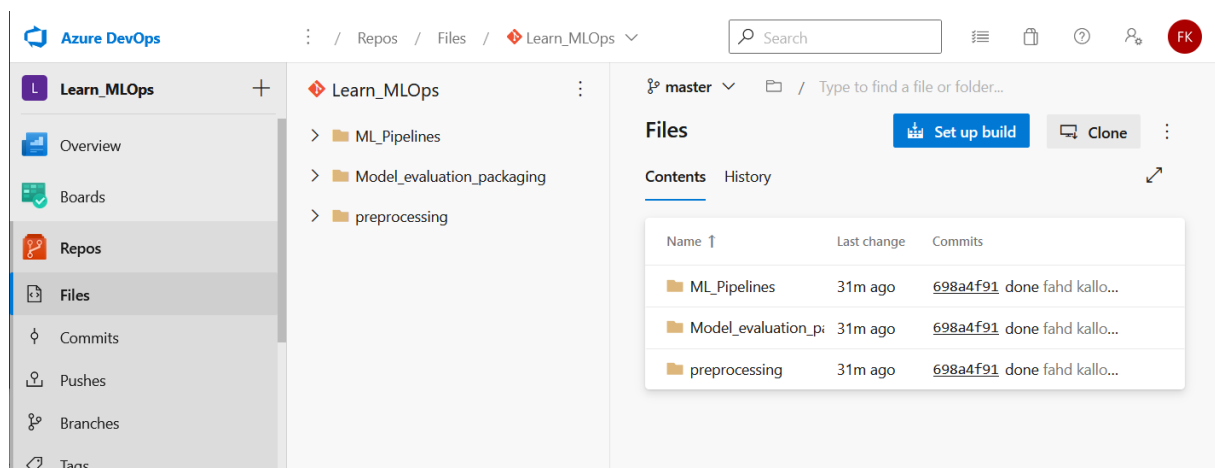 Azure DevOps
/ Repos / Files / Learn_MLOps
Search
FK
L Learn_MLOps +
Overview
Boards
Repos
Files
Commits
Pushes
Branches
Tags
Learn_MLOps
ML_Pipelines
Model_evaluation_packaging
preprocessing
master / Type to find a file or folder...
Files
Set up build
Clone
Contents History
Name ↑ Last change Commits
ML_Pipelines 31m ago 698a4f91 done fahd kallo...
Model_evaluation_pa 31m ago 698a4f91 done fahd kallo...
preprocessing 31m ago 698a4f91 done fahd kallo...